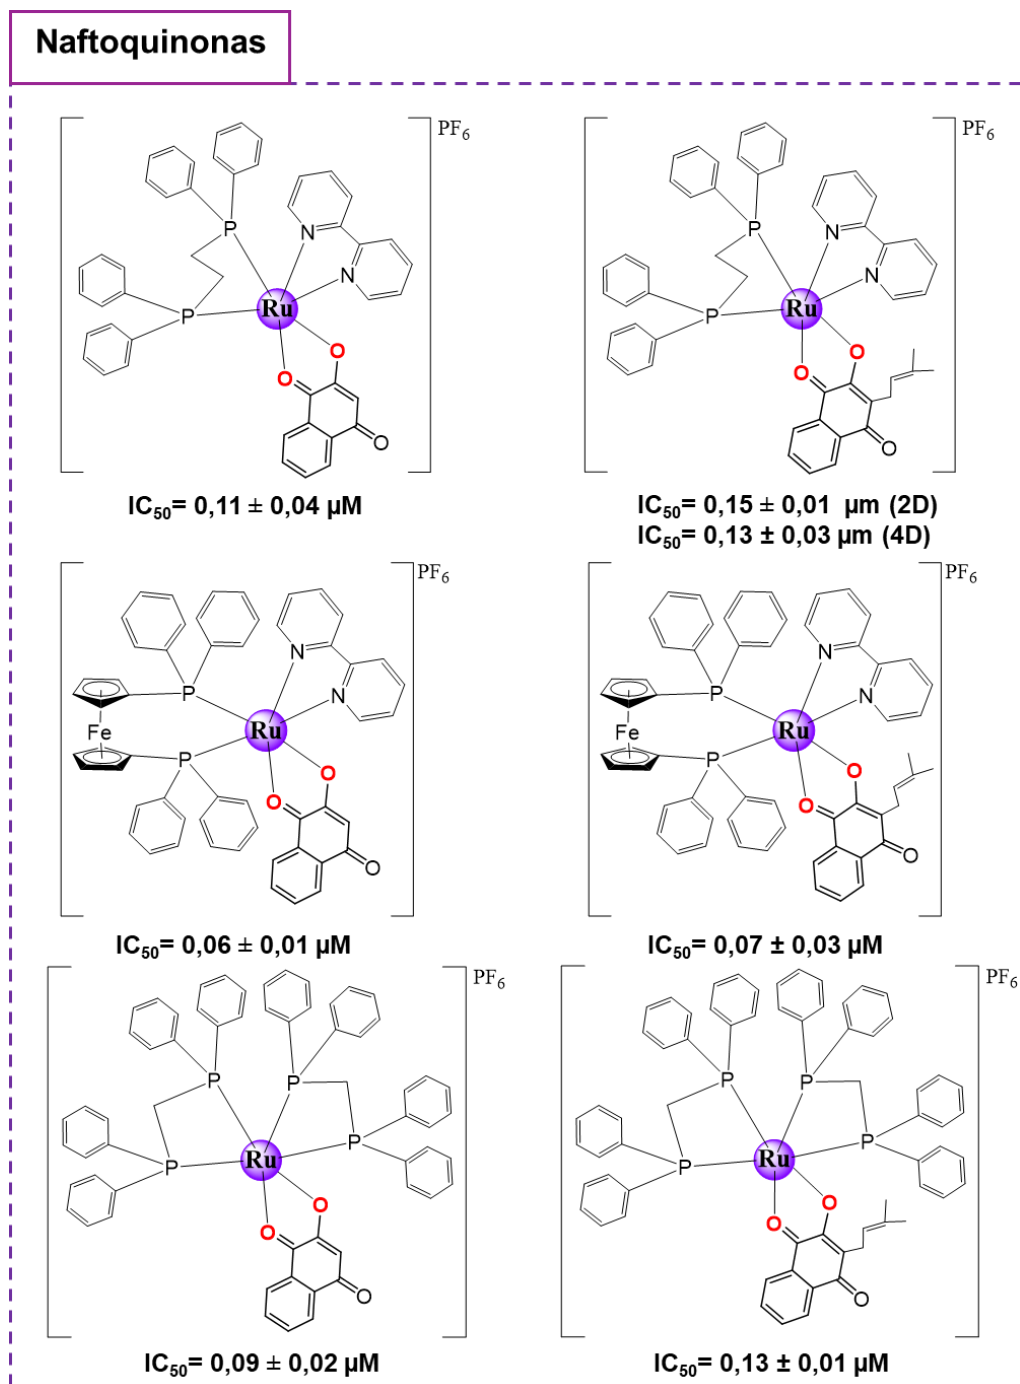 Naftoquinonas
PF6
PF6
P
N
N
P
Ru
O
O
O
P
N
N
P
Ru
O
O
O
IC50= 0,11 ± 0,04 µM
IC50= 0,15 ± 0,01 µm (2D)
IC50= 0,13 ± 0,03 µm (4D)
PF6
PF6
N
P
N
Fe
Ru
P
O
O
O
N
P
N
Fe
Ru
P
O
O
O
IC50= 0,06 ± 0,01 µM
IC50= 0,07 ± 0,03 µM
PF6
PF6
P
P
P
P
Ru
O
O
O
P
P
P
P
Ru
O
O
O
IC50= 0,09 ± 0,02 µM
IC50= 0,13 ± 0,01 µM